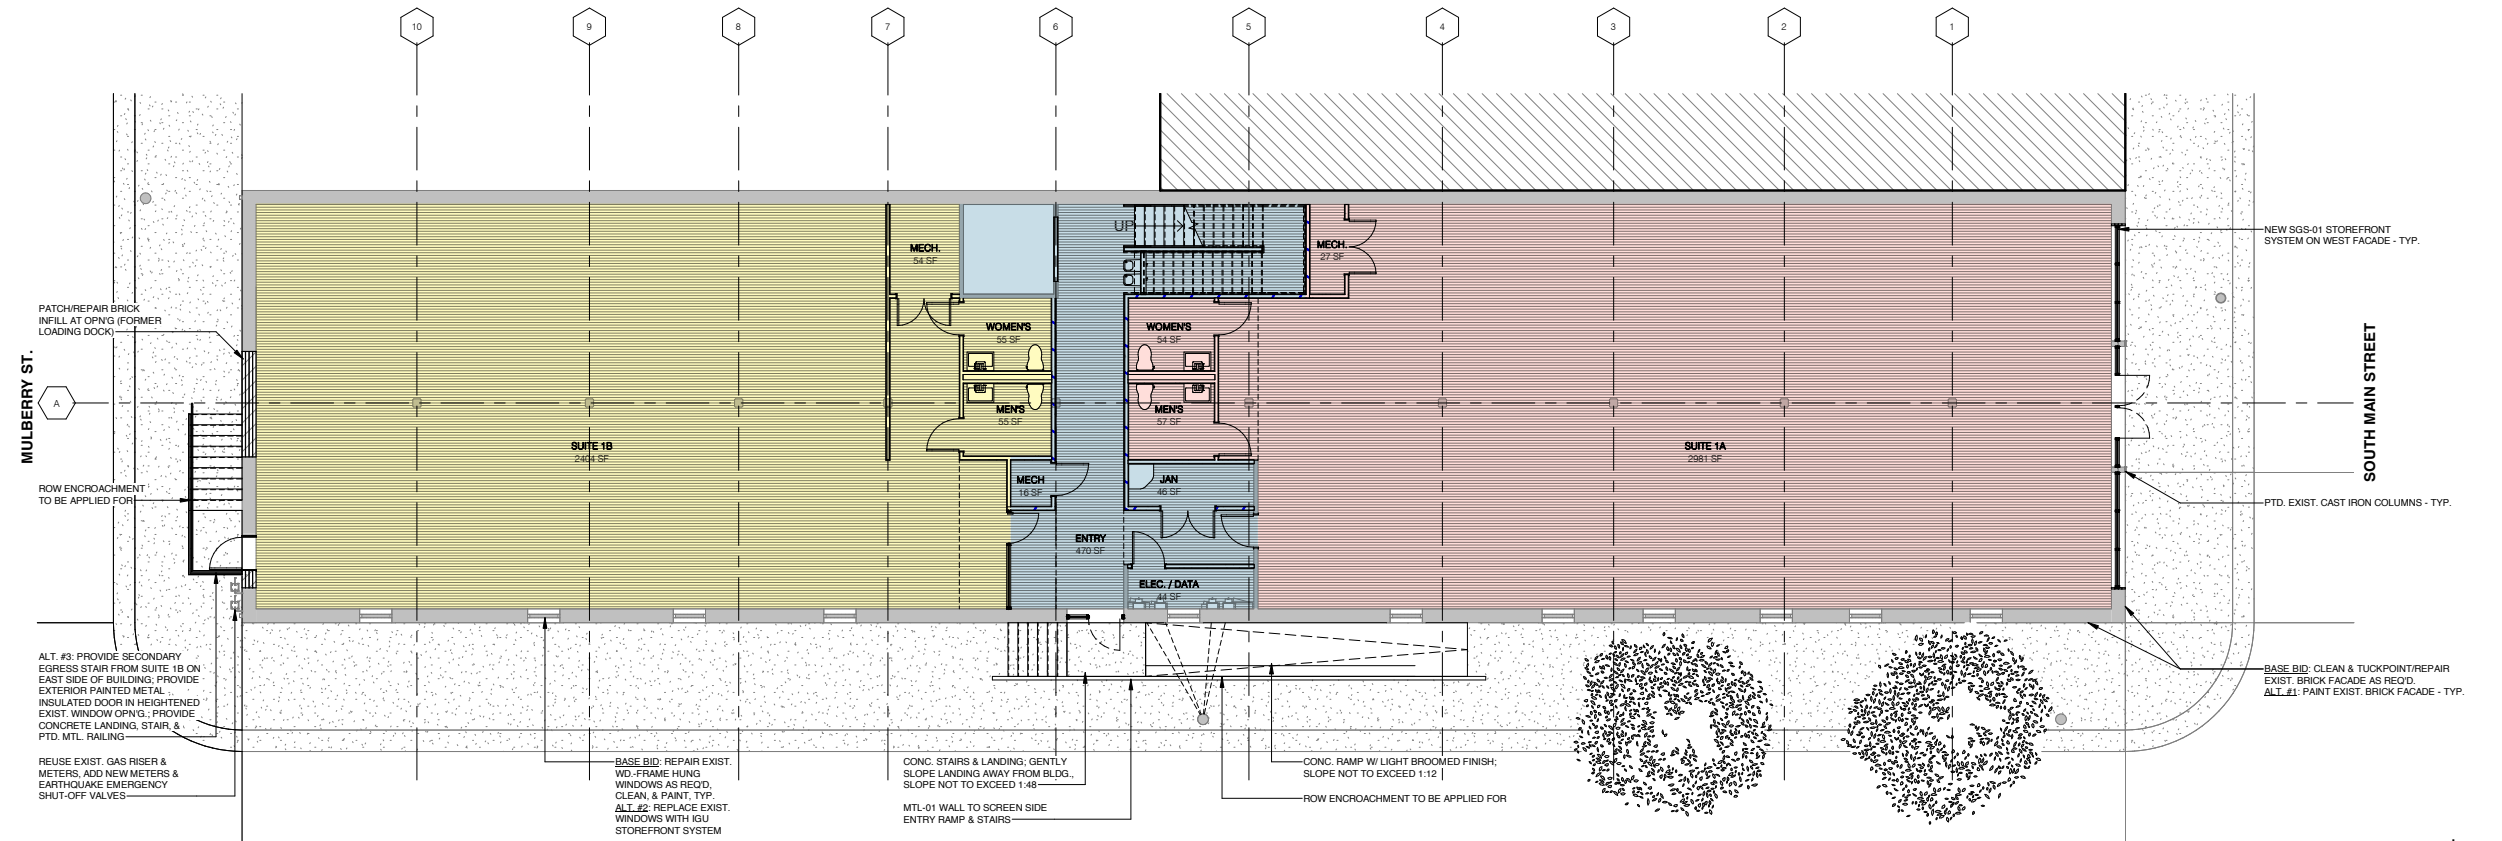 10
9
8
7
6
5
4
3
2
1
UP
MECH.
54 SF
MECH.
27 SF
NEW SGS-01 STOREFRONT
SYSTEM ON WEST FACADE - TYP.
PATCH/REPAIR BRICK
INFILL AT OPN'G (FORMER
LOADING DOCK)
WOMEN'S
55 SF
WOMEN'S
54 SF
MULBERRY ST.
A
SOUTH MAIN STREET
MEN'S
55 SF
MEN'S
57 SF
SUITE 1B
2404 SF
SUITE 1A
2981 SF
MECH
16 SF
JAN
46 SF
ROW ENCROACHMENT
TO BE APPLIED FOR
PTD. EXIST. CAST IRON COLUMNS - TYP.
ENTRY
470 SF
ELEC. / DATA
44 SF
ALT. #3: PROVIDE SECONDARY
EGRESS STAIR FROM SUITE 1B ON
EAST SIDE OF BUILDING; PROVIDE
EXTERIOR PAINTED METAL
INSULATED DOOR IN HEIGHTENED
EXIST. WINDOW OPN'G.; PROVIDE
CONCRETE LANDING, STAIR, &
PTD. MTL. RAILING
BASE BID: CLEAN & TUCKPOINT/REPAIR
EXIST. BRICK FACADE AS REQ'D.
ALT. #1: PAINT EXIST. BRICK FACADE - TYP.
REUSE EXIST. GAS RISER &
METERS, ADD NEW METERS &
EARTHQUAKE EMERGENCY
SHUT-OFF VALVES
BASE BID: REPAIR EXIST.
WD.-FRAME HUNG
WINDOWS AS REQ'D,
CLEAN, & PAINT, TYP.
ALT. #2: REPLACE EXIST.
WINDOWS WITH IGU
STOREFRONT SYSTEM
CONC. STAIRS & LANDING; GENTLY
SLOPE LANDING AWAY FROM BLDG.,
SLOPE NOT TO EXCEED 1:48
MTL-01 WALL TO SCREEN SIDE
ENTRY RAMP & STAIRS
CONC. RAMP W/ LIGHT BROOMED FINISH;
SLOPE NOT TO EXCEED 1:12
ROW ENCROACHMENT TO BE APPLIED FOR